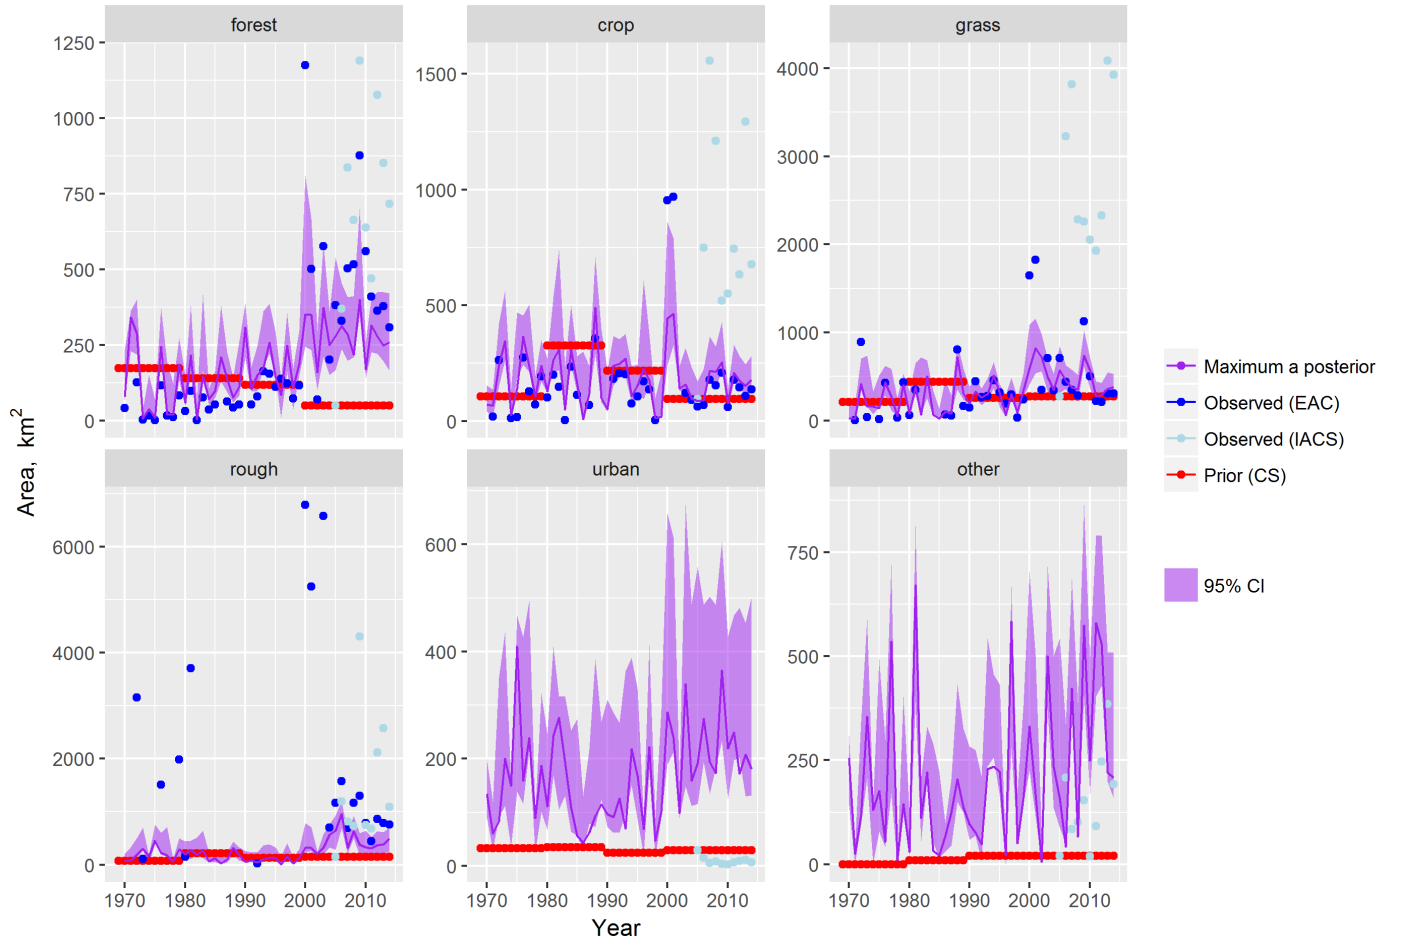 forest
crop
grass
1250
1000
750
500
250
0
1500
1000
500
0
4000
3000
2000
1000
0
rough
urban
other
6000
4000
2000
0
600
400
200
0
750
500
250
0
1970 1980 1990 2000 2010
1970 1980 1990 2000 2010
1970 1980 1990 2000 2010
Year
Area, km²
Maximum a posterior
Observed (EAC)
Observed (IACS)
Prior (CS)
95% CI